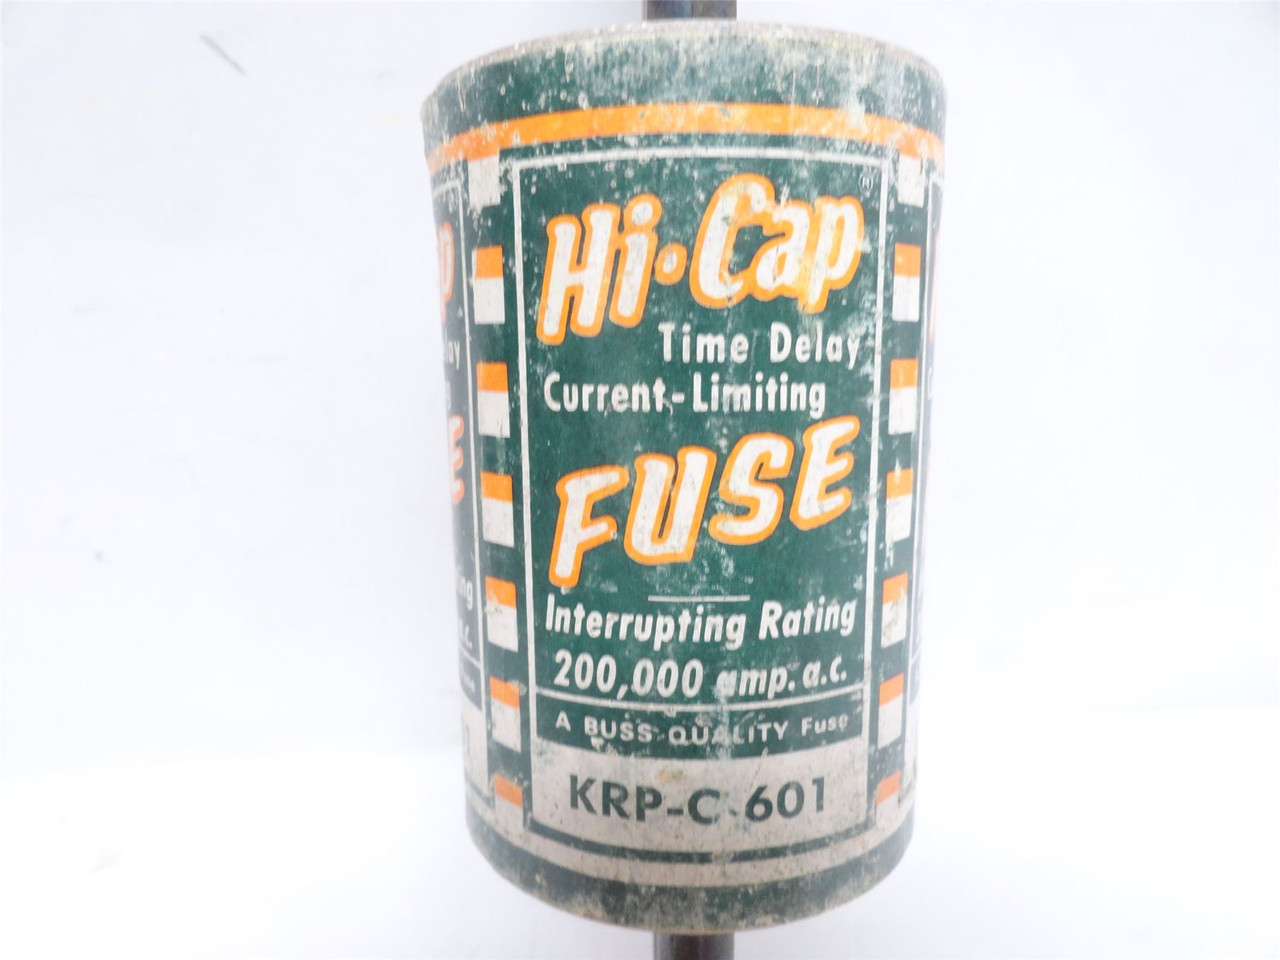 Hi-Cap®
Time Delay
Current-Limiting
FUSE
Interrupting Rating
200,000 amp. a.c.
A BUSS QUALITY Fuse
KRP-C 601